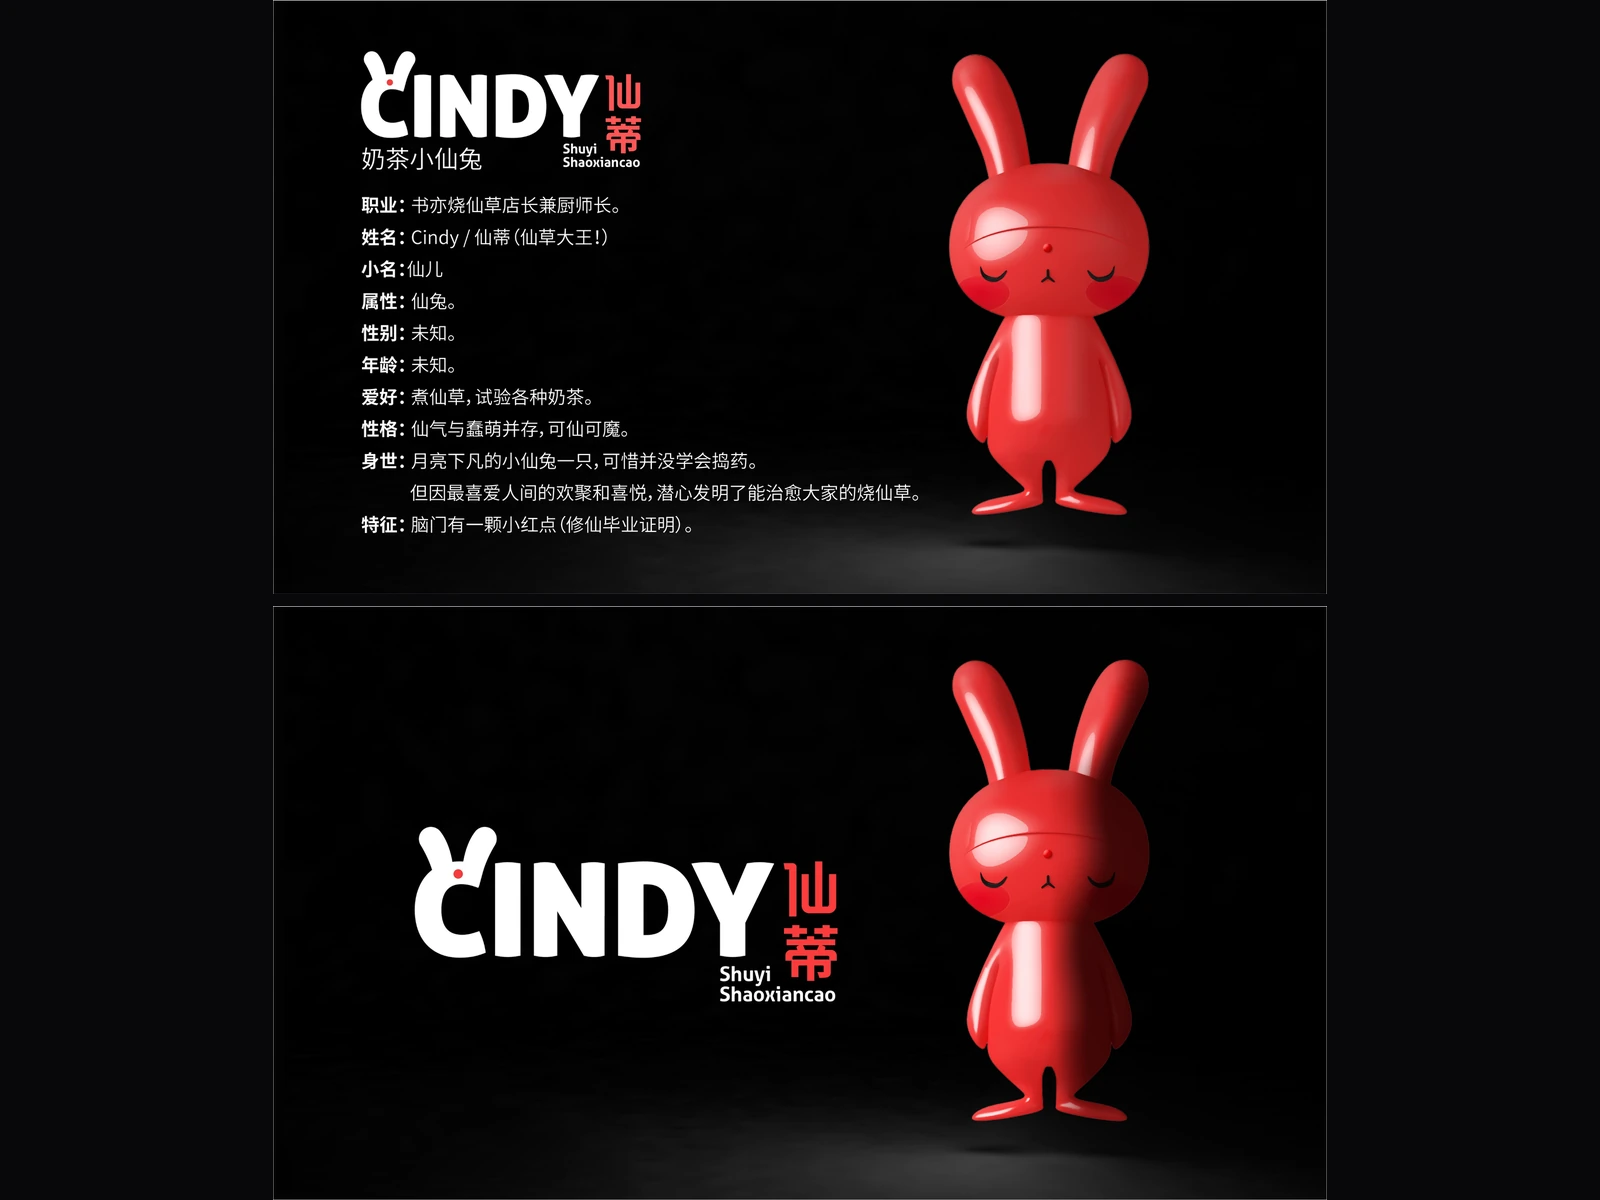 CINDY 仙蒂
Shuyi
Shaoxiancao
奶茶小仙兔
职业：书亦烧仙草店长兼厨师长。
姓名：Cindy / 仙蒂（仙草大王！）
小名：仙儿
属性：仙兔。
性别：未知。
年龄：未知。
爱好：煮仙草，试验各种奶茶。
性格：仙气与蠢萌并存，可仙可魔。
身世：月亮下凡的小仙兔一只，可惜并没学会捣药。
但因最喜爱人间的欢聚和喜悦，潜心发明了能治愈大家的烧仙草。
特征：脑门有一颗小红点（修仙毕业证明）。
CINDY 仙蒂
Shuyi
Shaoxiancao